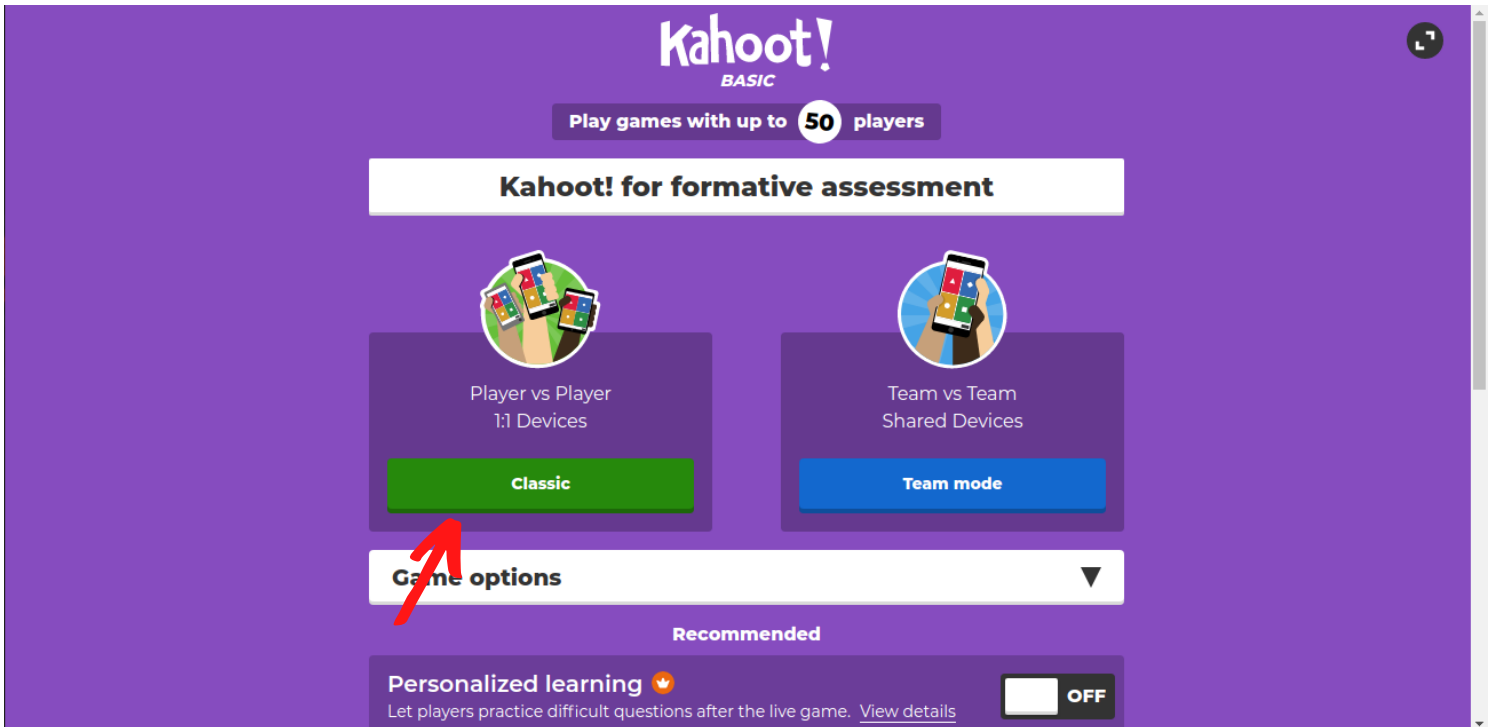 Kahoot!
BASIC
Play games with up to 50 players
Kahoot! for formative assessment
Player vs Player
1:1 Devices
Classic
Team vs Team
Shared Devices
Team mode
Game options
Recommended
Personalized learning
OFF
Let players practice difficult questions after the live game. View details